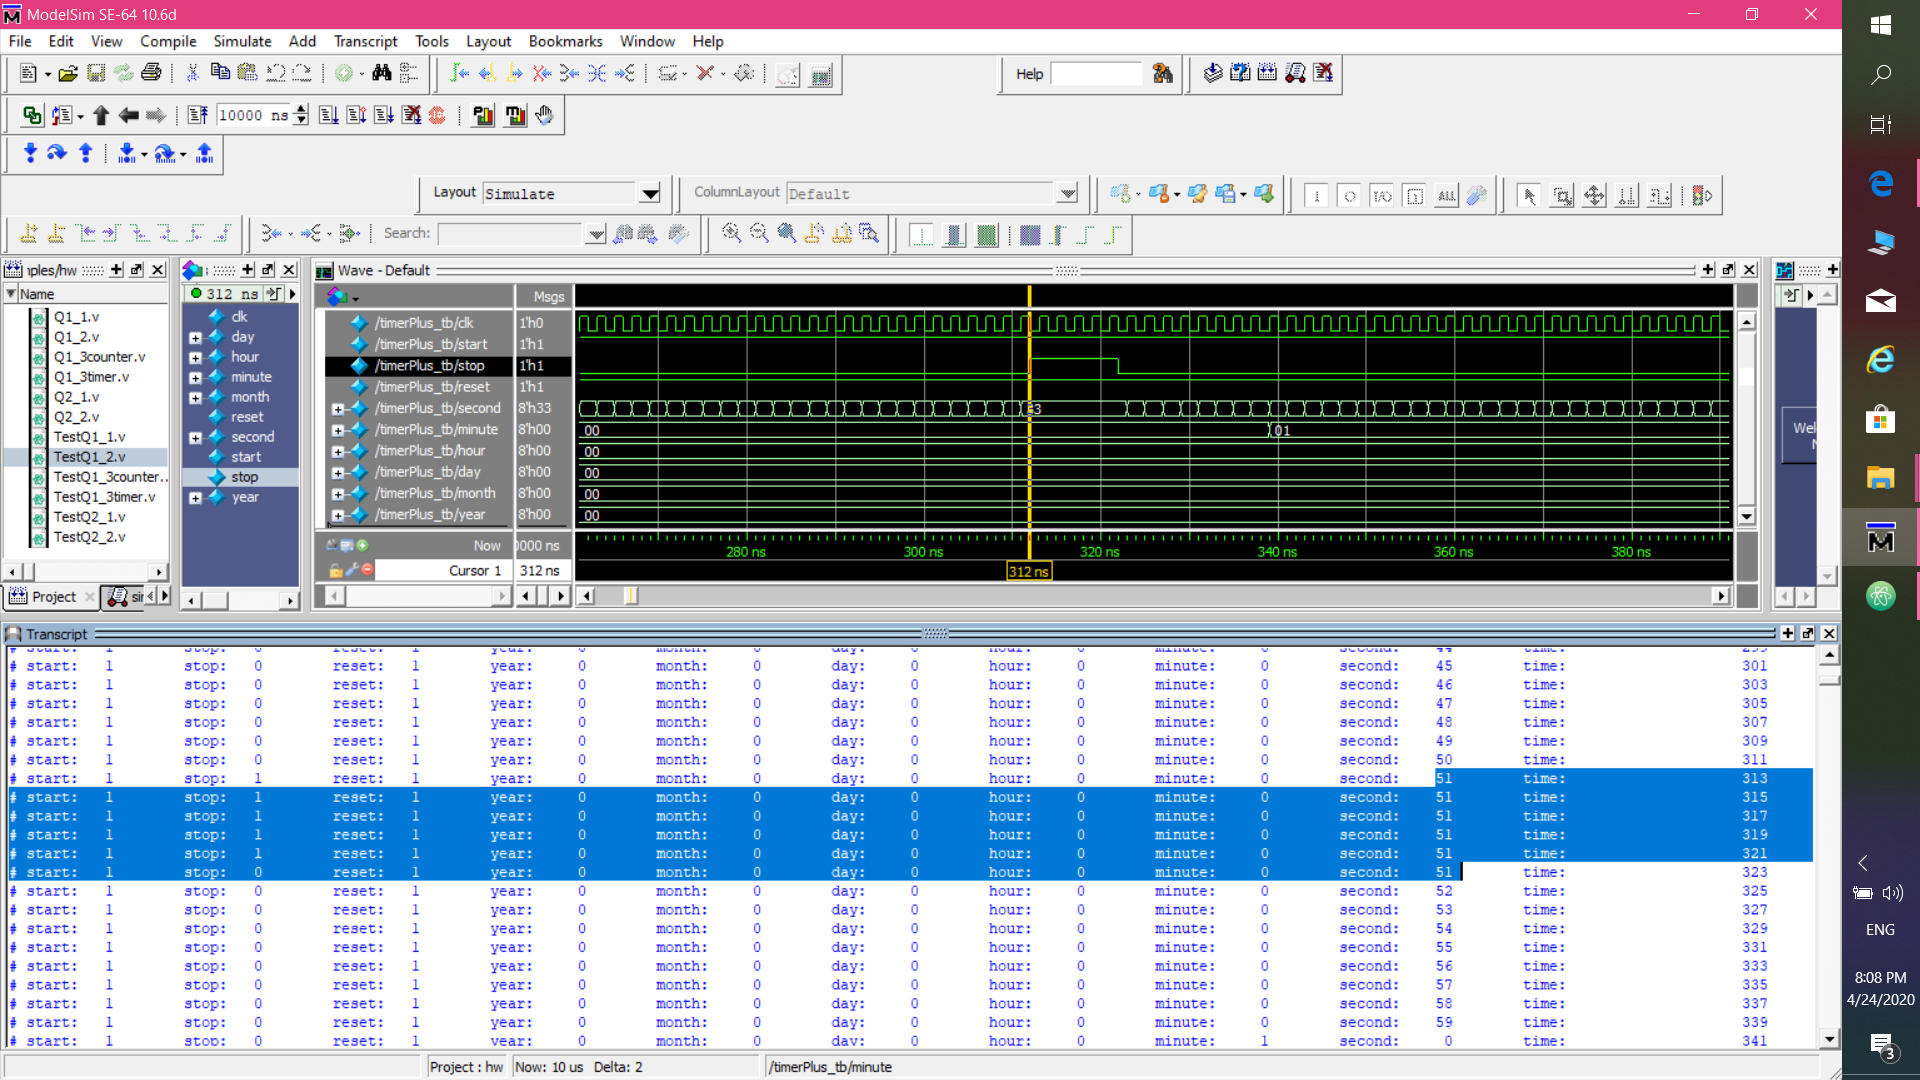 ModelSim SE-64 10.6d
File Edit View Compile Simulate Add Transcript Tools Layout Bookmarks Window Help
Help
10000 ns
Layout Simulate ColumnLayout Default
Search:
nples/hw
Name
Q1_1.v
Q1_2.v
Q1_3counter.v
Q1_3timer.v
Q2_1.v
Q2_2.v
TestQ1_1.v
TestQ1_2.v
TestQ1_3counter..
TestQ1_3timer.v
TestQ2_1.v
TestQ2_2.v
Project
312 ns
clk
day
hour
minute
month
reset
second
start
stop
year
Wave - Default
Msgs
/timerPlus_tb/clk 1'h0
/timerPlus_tb/start 1'h1
/timerPlus_tb/stop 1'h1
/timerPlus_tb/reset 1'h1
/timerPlus_tb/second 8'h33
/timerPlus_tb/minute 8'h00 00 01
/timerPlus_tb/hour 8'h00 00
/timerPlus_tb/day 8'h00 00
/timerPlus_tb/month 8'h00 00
/timerPlus_tb/year 8'h00 00
Now 0000 ns 280 ns 300 ns 320 ns 340 ns 360 ns 380 ns
Cursor 1 312 ns 312 ns
Wel
Transcript
# start: 1 stop: 0 reset: 1 year: 0 month: 0 day: 0 hour: 0 minute: 0 second: 44 time: 299
# start: 1 stop: 0 reset: 1 year: 0 month: 0 day: 0 hour: 0 minute: 0 second: 45 time: 301
# start: 1 stop: 0 reset: 1 year: 0 month: 0 day: 0 hour: 0 minute: 0 second: 46 time: 303
# start: 1 stop: 0 reset: 1 year: 0 month: 0 day: 0 hour: 0 minute: 0 second: 47 time: 305
# start: 1 stop: 0 reset: 1 year: 0 month: 0 day: 0 hour: 0 minute: 0 second: 48 time: 307
# start: 1 stop: 0 reset: 1 year: 0 month: 0 day: 0 hour: 0 minute: 0 second: 49 time: 309
# start: 1 stop: 0 reset: 1 year: 0 month: 0 day: 0 hour: 0 minute: 0 second: 50 time: 311
# start: 1 stop: 1 reset: 1 year: 0 month: 0 day: 0 hour: 0 minute: 0 second: 51 time: 313
# start: 1 stop: 1 reset: 1 year: 0 month: 0 day: 0 hour: 0 minute: 0 second: 51 time: 315
# start: 1 stop: 1 reset: 1 year: 0 month: 0 day: 0 hour: 0 minute: 0 second: 51 time: 317
# start: 1 stop: 1 reset: 1 year: 0 month: 0 day: 0 hour: 0 minute: 0 second: 51 time: 319
# start: 1 stop: 1 reset: 1 year: 0 month: 0 day: 0 hour: 0 minute: 0 second: 51 time: 321
# start: 1 stop: 0 reset: 1 year: 0 month: 0 day: 0 hour: 0 minute: 0 second: 51 time: 323
# start: 1 stop: 0 reset: 1 year: 0 month: 0 day: 0 hour: 0 minute: 0 second: 52 time: 325
# start: 1 stop: 0 reset: 1 year: 0 month: 0 day: 0 hour: 0 minute: 0 second: 53 time: 327
# start: 1 stop: 0 reset: 1 year: 0 month: 0 day: 0 hour: 0 minute: 0 second: 54 time: 329
# start: 1 stop: 0 reset: 1 year: 0 month: 0 day: 0 hour: 0 minute: 0 second: 55 time: 331
# start: 1 stop: 0 reset: 1 year: 0 month: 0 day: 0 hour: 0 minute: 0 second: 56 time: 333
# start: 1 stop: 0 reset: 1 year: 0 month: 0 day: 0 hour: 0 minute: 0 second: 57 time: 335
# start: 1 stop: 0 reset: 1 year: 0 month: 0 day: 0 hour: 0 minute: 0 second: 58 time: 337
# start: 1 stop: 0 reset: 1 year: 0 month: 0 day: 0 hour: 0 minute: 0 second: 59 time: 339
# start: 1 stop: 0 reset: 1 year: 0 month: 0 day: 0 hour: 0 minute: 1 second: 0 time: 341
Project : hw Now: 10 us Delta: 2 /timerPlus_tb/minute
ENG
8:08 PM
4/24/2020
3